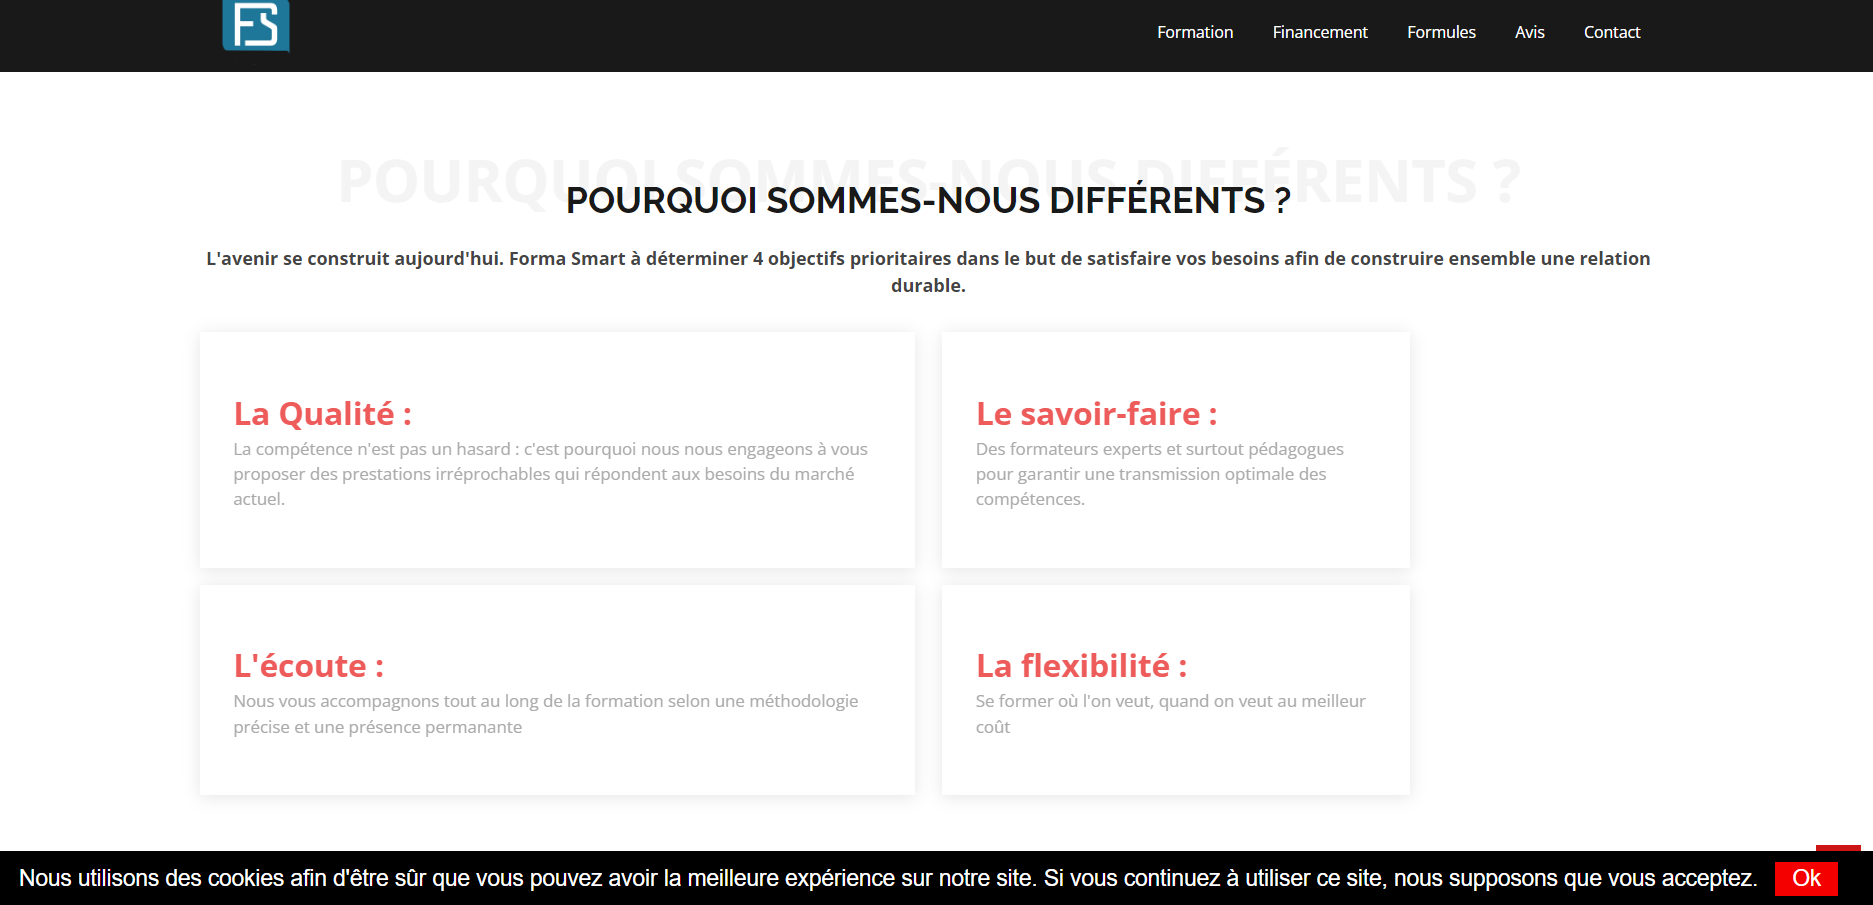 FS
Formation Financement Formules Avis Contact
POURQUOI SOMMES-NOUS DIFFÉRENTS ?
POURQUOI SOMMES-NOUS DIFFÉRENTS ?
L'avenir se construit aujourd'hui. Forma Smart à déterminer 4 objectifs prioritaires dans le but de satisfaire vos besoins afin de construire ensemble une relation
durable.
La Qualité :
La compétence n'est pas un hasard : c'est pourquoi nous nous engageons à vous
proposer des prestations irréprochables qui répondent aux besoins du marché
actuel.
Le savoir-faire :
Des formateurs experts et surtout pédagogues
pour garantir une transmission optimale des
compétences.
L'écoute :
Nous vous accompagnons tout au long de la formation selon une méthodologie
précise et une présence permanante
La flexibilité :
Se former où l'on veut, quand on veut au meilleur
coût
Nous utilisons des cookies afin d'être sûr que vous pouvez avoir la meilleure expérience sur notre site. Si vous continuez à utiliser ce site, nous supposons que vous acceptez. Ok